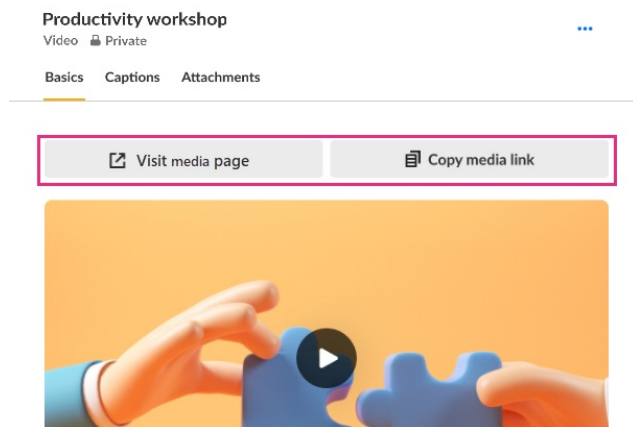 Productivity workshop
Video Private
Basics Captions Attachments
Visit media page Copy media link